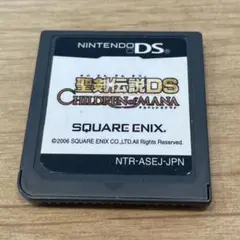 NINTENDO DS
聖剣伝説DS
CHILDREN of MANA
SQUARE ENIX.
©2006 SQUARE ENIX CO.,LTD.All Rights Reserved.
NTR-ASEJ-JPN